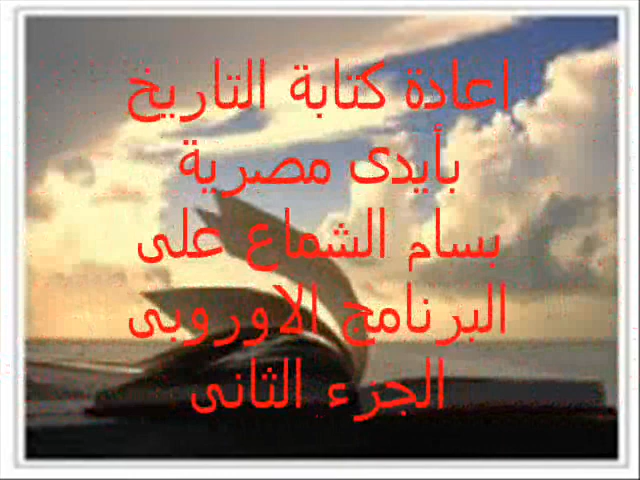 اعادة كتابة التاريخ
بأيدى مصرية
بسام الشماع على
البرنامج الاوروبى
الجزء الثانى